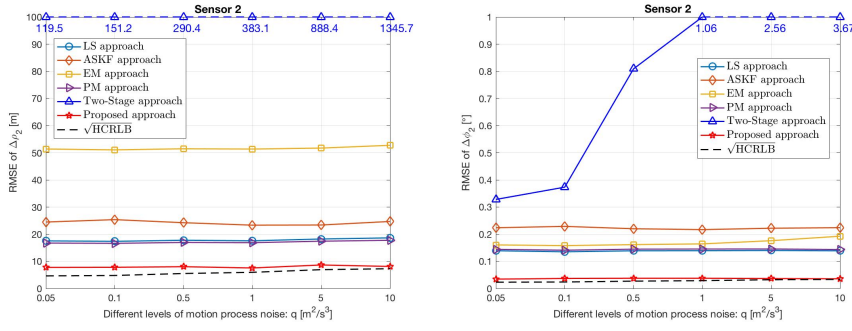 Sensor 2
100
90
80
70
60
50
40
30
20
10
0
RMSE of Δρ₂ [m]
119.5 151.2 290.4 383.1 888.4 1345.7
LS approach
ASKF approach
EM approach
PM approach
Two-Stage approach
Proposed approach
√HCRLB
0.05 0.1 0.5 1 5 10
Different levels of motion process noise: q [m²/s³]
Sensor 2
1
0.9
0.8
0.7
0.6
0.5
0.4
0.3
0.2
0.1
0
RMSE of Δϕ₂ [°]
1.06 2.56 3.67
LS approach
ASKF approach
EM approach
PM approach
Two-Stage approach
Proposed approach
√HCRLB
0.05 0.1 0.5 1 5 10
Different levels of motion process noise: q [m²/s³]